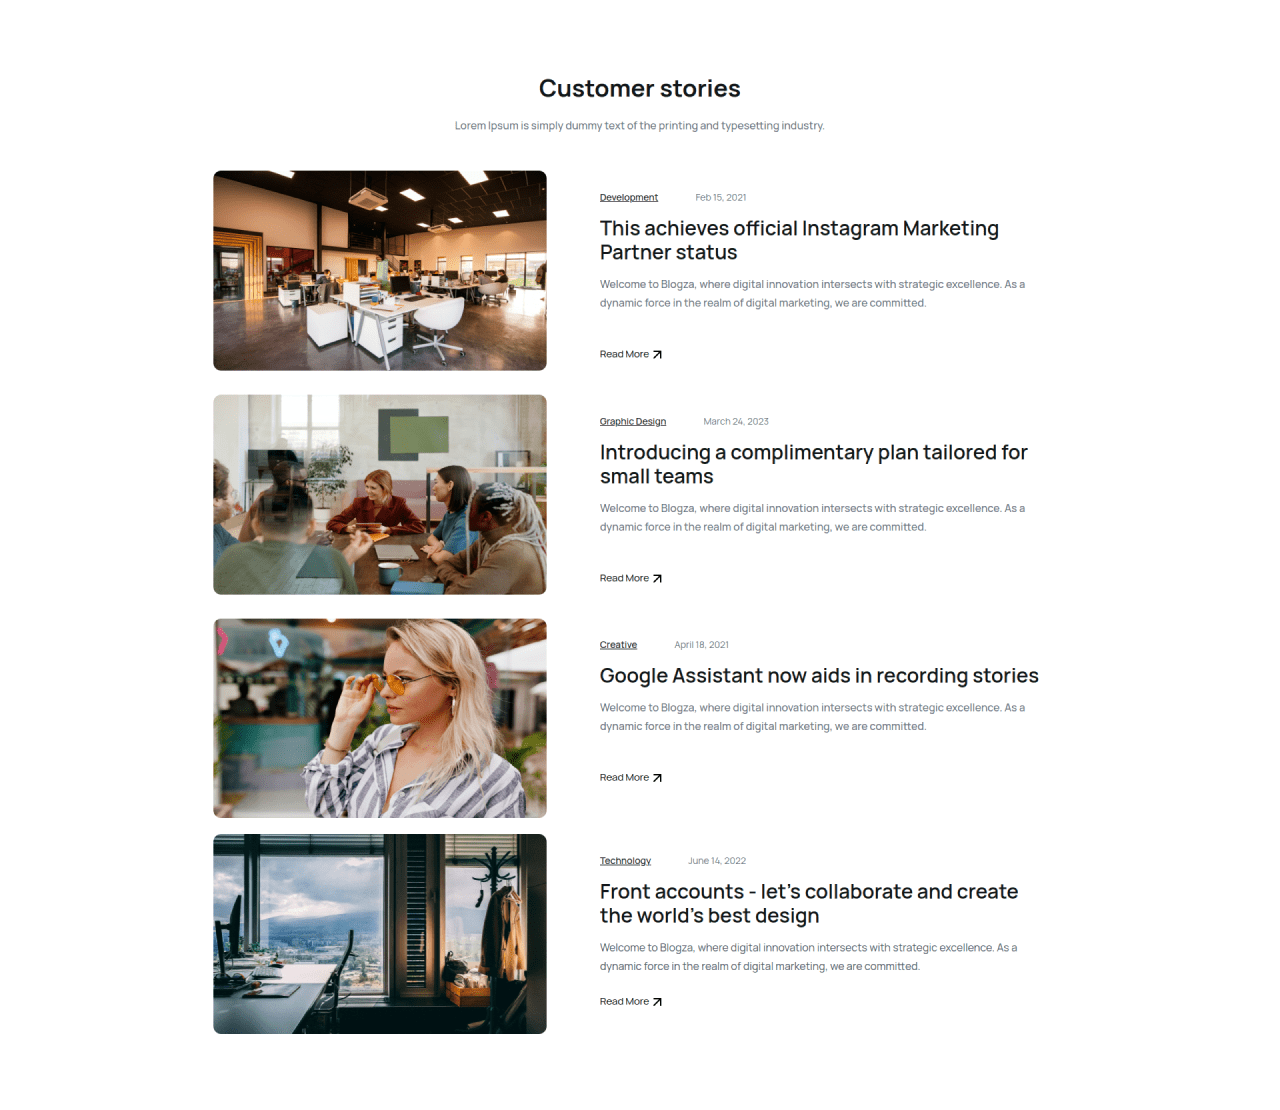 Customer stories
Lorem Ipsum is simply dummy text of the printing and typesetting industry.
Development Feb 15, 2021
This achieves official Instagram Marketing
Partner status
Welcome to Blogza, where digital innovation intersects with strategic excellence. As a
dynamic force in the realm of digital marketing, we are committed.
Read More
Graphic Design March 24, 2023
Introducing a complimentary plan tailored for
small teams
Welcome to Blogza, where digital innovation intersects with strategic excellence. As a
dynamic force in the realm of digital marketing, we are committed.
Read More
Creative April 18, 2021
Google Assistant now aids in recording stories
Welcome to Blogza, where digital innovation intersects with strategic excellence. As a
dynamic force in the realm of digital marketing, we are committed.
Read More
Technology June 14, 2022
Front accounts - let’s collaborate and create
the world’s best design
Welcome to Blogza, where digital innovation intersects with strategic excellence. As a
dynamic force in the realm of digital marketing, we are committed.
Read More